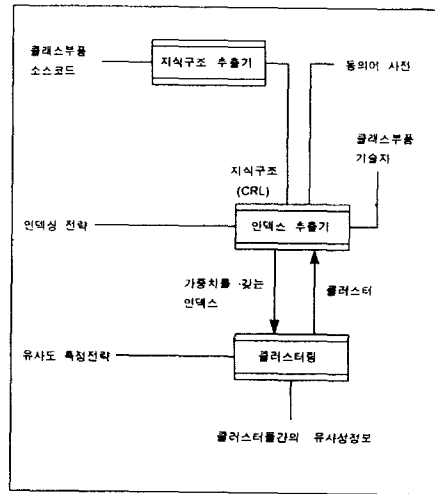 클래스부품
소스코드
지식구조 추출기
동의어 사전
클래스부품
기술자
지식구조
(CRL)
인덱싱 전략
인덱스 추출기
가중치를 갖는
인덱스
클러스터
유사도 특정전략
클러스터링
클러스터들간의 유사상정보